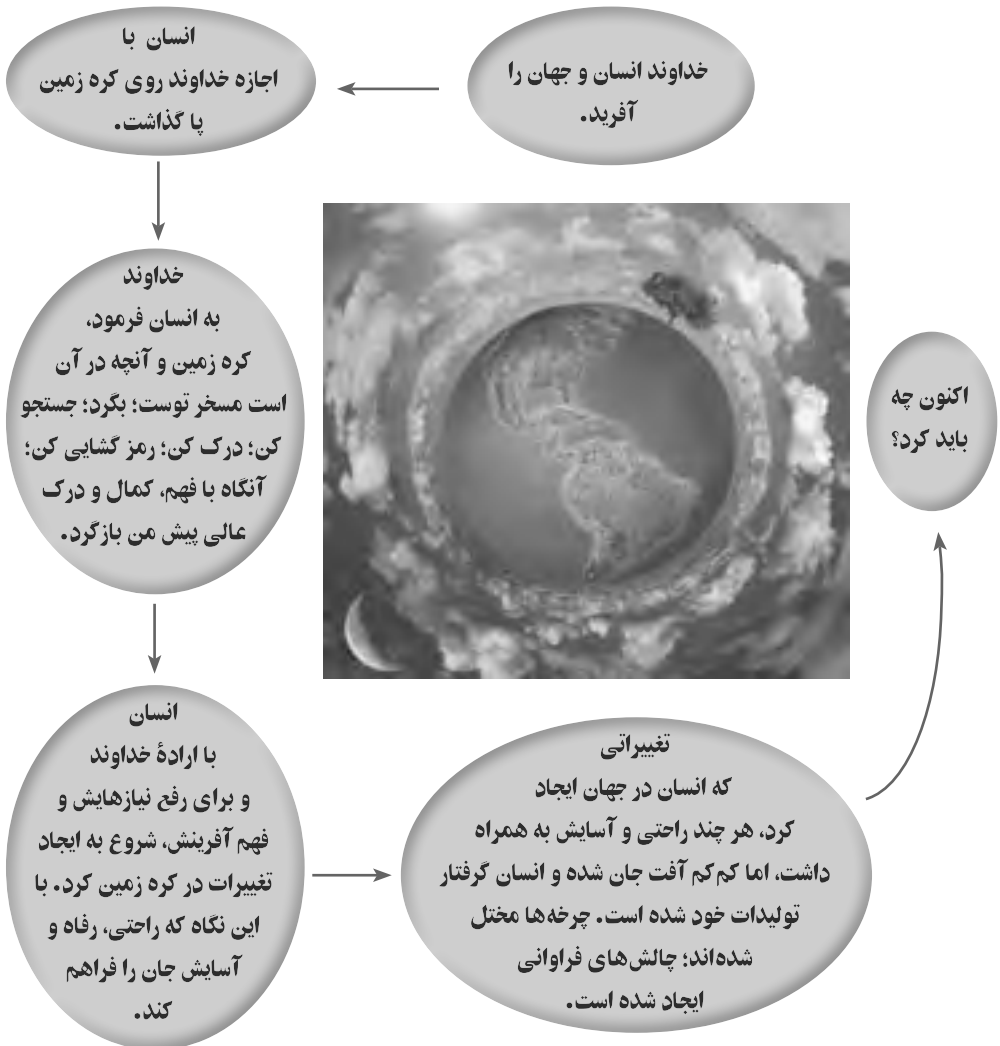 خداوند انسان و جهان را
آفرید.
انسان با
اجازه خداوند روی کره زمین
پا گذاشت.
خداوند
به انسان فرمود،
کره زمین و آنچه در آن
است مسخر توست؛ بگرد؛ جستجو
کن؛ درک کن؛ رمز گشایی کن؛
آنگاه با فهم، کمال و درک
عالی پیش من بازگرد.
انسان
با ارادهٔ خداوند
و برای رفع نیازهایش و
فهم آفرینش، شروع به ایجاد
تغییرات در کره زمین کرد. با
این نگاه که راحتی، رفاه و
آسایش جان را فراهم
کند.
تغییراتی
که انسان در جهان ایجاد
کرد، هر چند راحتی و آسایش به همراه
داشت، اما کم‌کم آفت جان شده و انسان گرفتار
تولیدات خود شده است. چرخه‌ها مختل
شده‌اند؛ چالش‌های فراوانی
ایجاد شده است.
اکنون چه
باید کرد؟